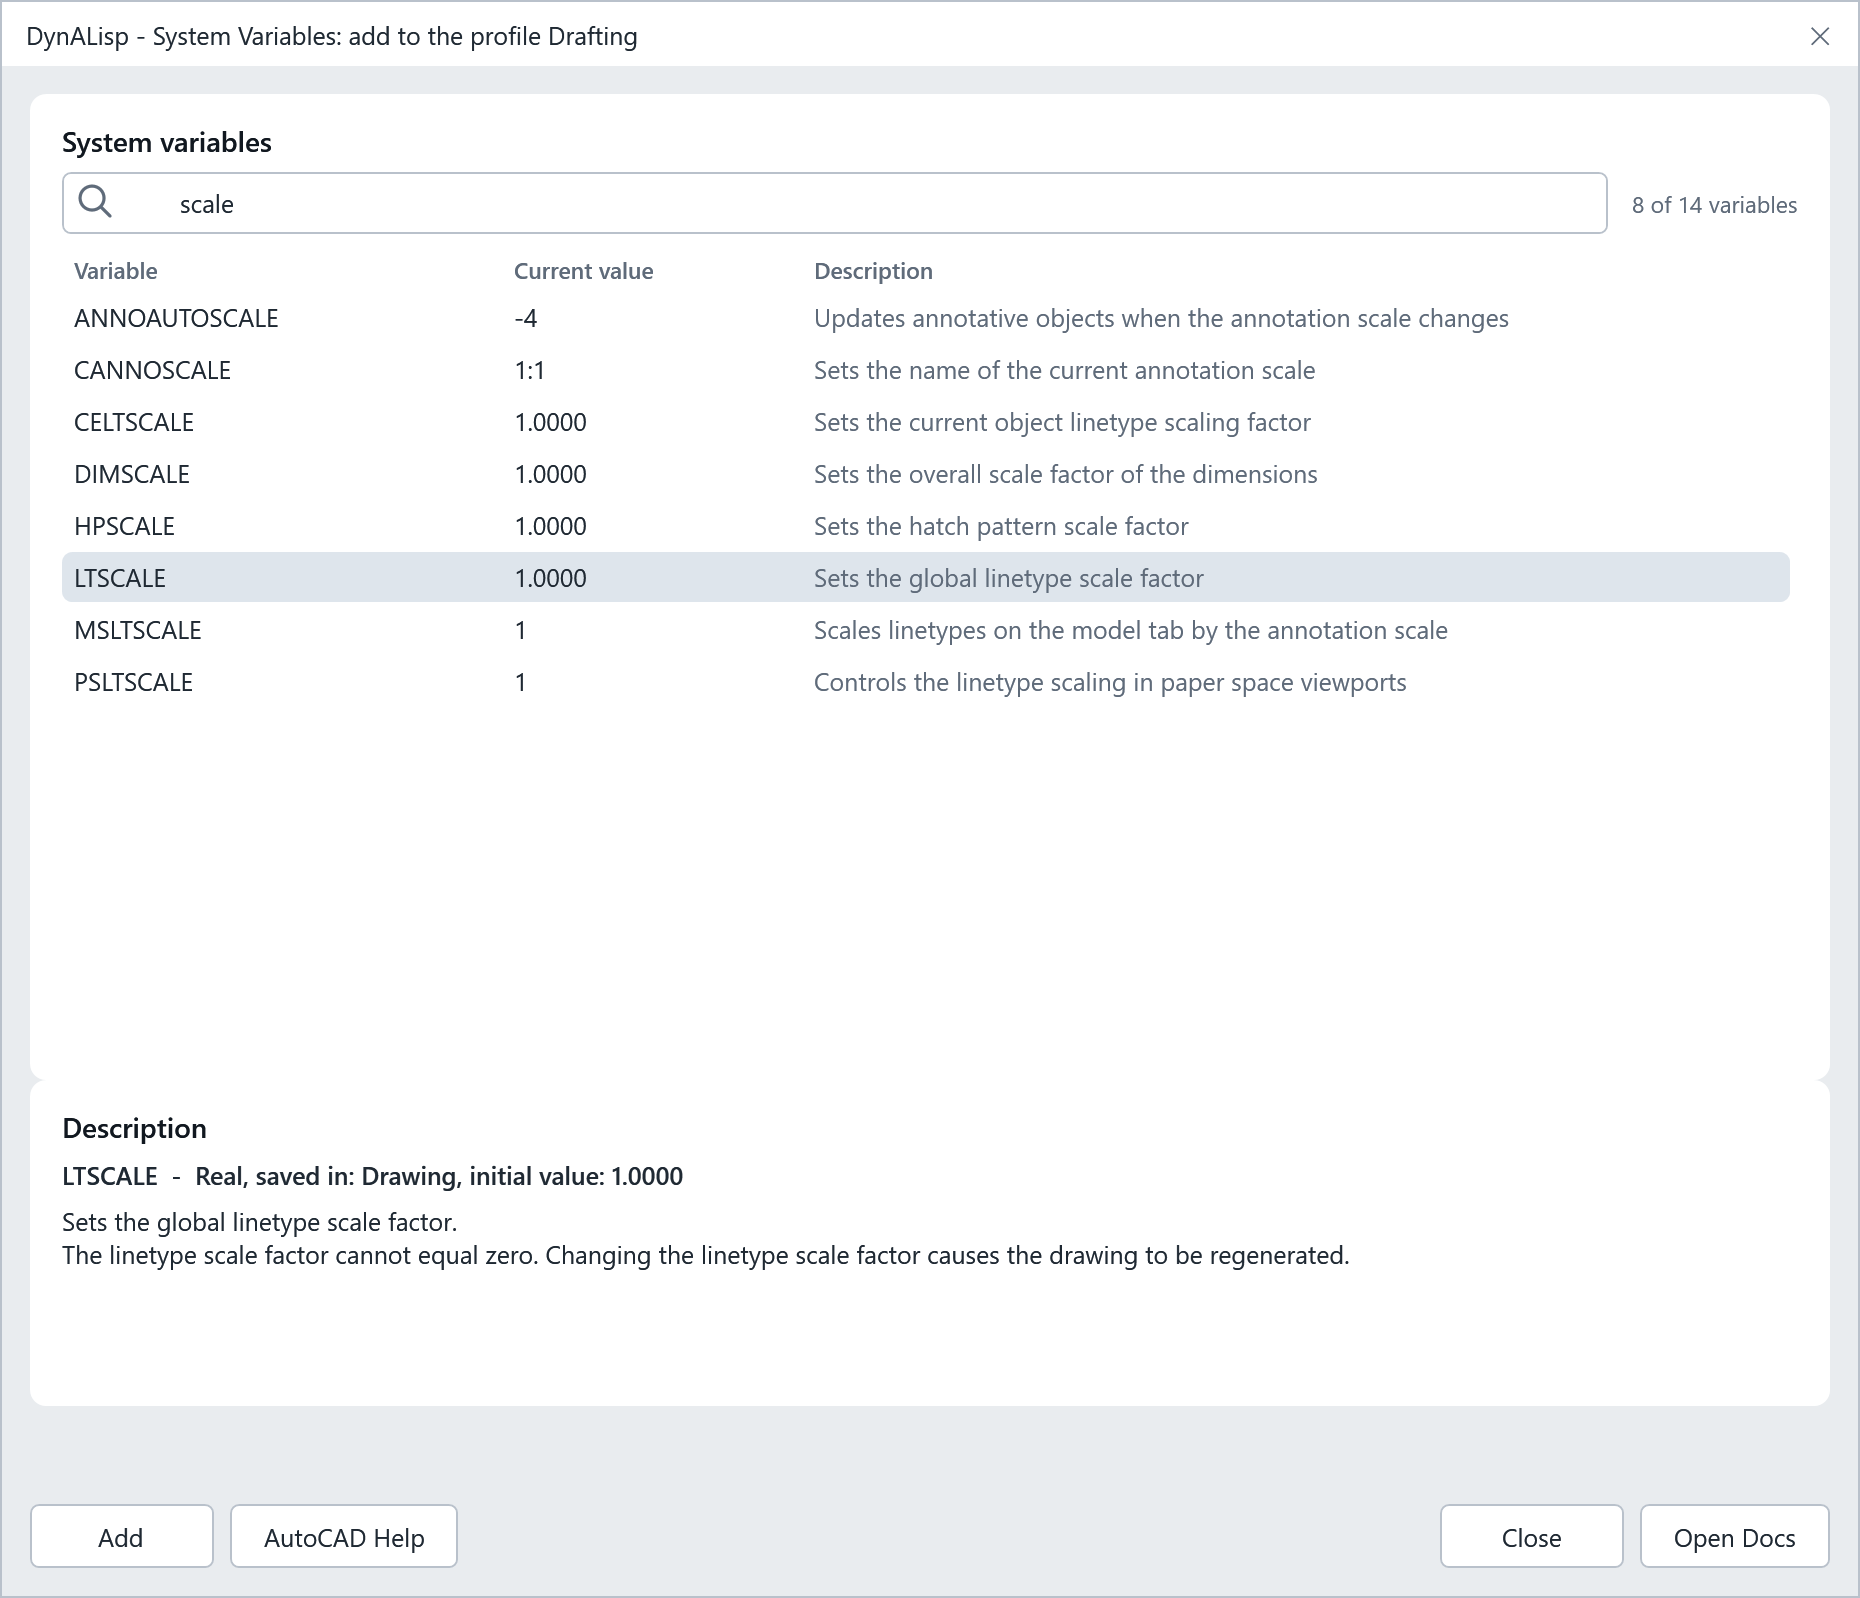 DynALisp - System Variables: add to the profile Drafting
System variables
scale
8 of 14 variables
Variable Current value Description
ANNOAUTOSCALE -4 Updates annotative objects when the annotation scale changes
CANNOSCALE 1:1 Sets the name of the current annotation scale
CELTSCALE 1.0000 Sets the current object linetype scaling factor
DIMSCALE 1.0000 Sets the overall scale factor of the dimensions
HPSCALE 1.0000 Sets the hatch pattern scale factor
LTSCALE 1.0000 Sets the global linetype scale factor
MSLTSCALE 1 Scales linetypes on the model tab by the annotation scale
PSLTSCALE 1 Controls the linetype scaling in paper space viewports
Description
LTSCALE - Real, saved in: Drawing, initial value: 1.0000
Sets the global linetype scale factor.
The linetype scale factor cannot equal zero. Changing the linetype scale factor causes the drawing to be regenerated.
Add AutoCAD Help Close Open Docs